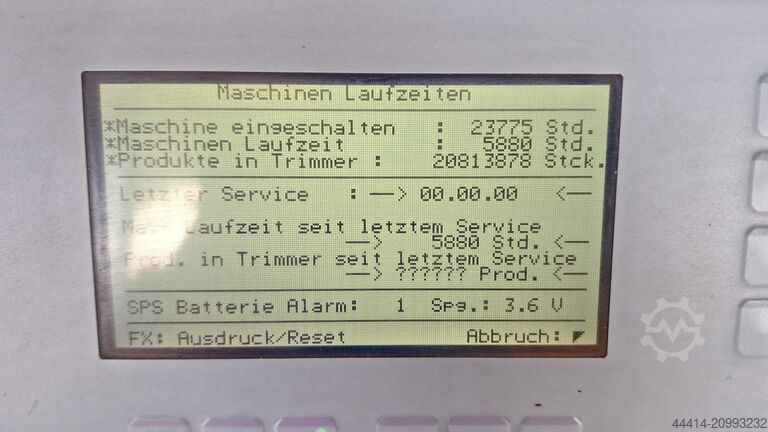 Maschinen Laufzeiten
*Maschine eingeschalten : 23775 Std.
*Maschinen Laufzeit : 5880 Std.
*Produkte in Trimmer : 20813878 Stck.
Letzter Service : —> 00.00.00 <—
Laufzeit seit letztem Service
—> 5880 Std. <—
Prod. in Trimmer seit letztem Service
—> ?????? Prod. <—
SPS Batterie Alarm: 1 Spg.: 3.6 V
FX: Ausdruck/Reset Abbruch:
44414-20993232